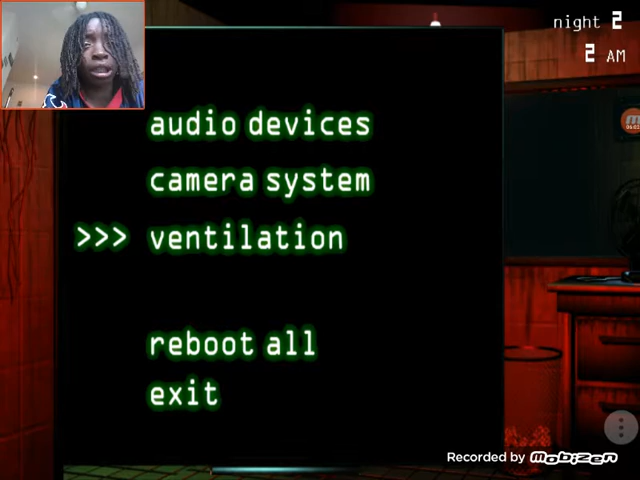 night 2
2 AM
audio devices
camera system
>>> ventilation
reboot all
exit
Recorded by Mobizen